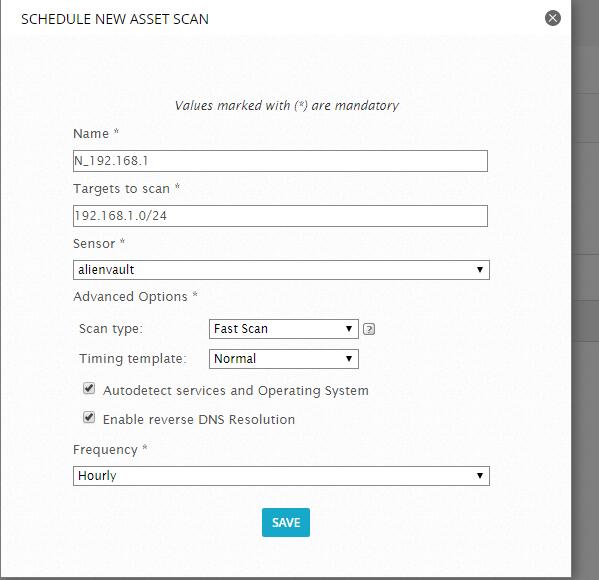 SCHEDULE NEW ASSET SCAN
Values marked with (*) are mandatory
Name *
N_192.168.1
Targets to scan *
192.168.1.0/24
Sensor *
alienvault
Advanced Options *
Scan type: Fast Scan ?
Timing template: Normal
Autodetect services and Operating System
Enable reverse DNS Resolution
Frequency *
Hourly
SAVE